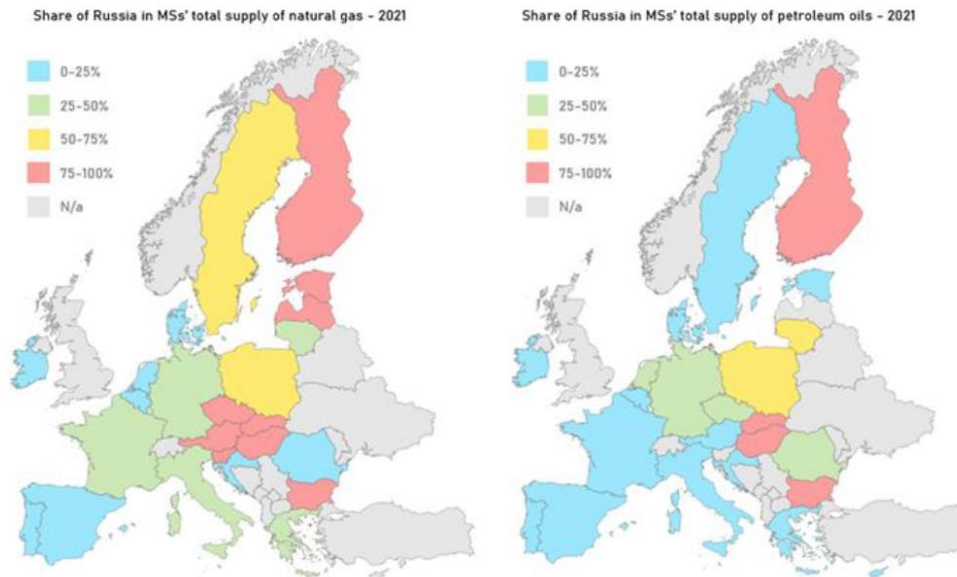 Share of Russia in MSs' total supply of natural gas - 2021
0-25%
25-50%
50-75%
75-100%
N/a
Share of Russia in MSs' total supply of petroleum oils - 2021
0-25%
25-50%
50-75%
75-100%
N/a